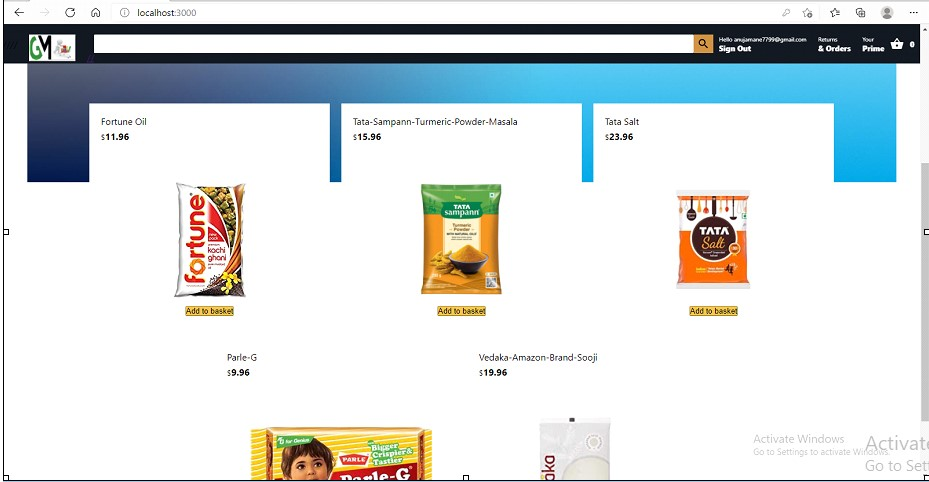 localhost:3000
GM
Hello anujamane7799@gmail.com
Sign Out
Returns
& Orders
Your
Prime
0
Fortune Oil
$11.96
Tata-Sampann-Turmeric-Powder-Masala
$15.96
Tata Salt
$23.96
fortune
kachi
ghani
TATA
sampann
Turmeric
Powder
TATA
Salt
Add to basket
Add to basket
Add to basket
Parle-G
$9.96
Vedaka-Amazon-Brand-Sooji
$19.96
for Genius
PARLE
Bigger
Crispier &
Tastier
Parle-G
aka
Activate Windows
Go to Settings to activate Windows.
Activate
Go to Sett